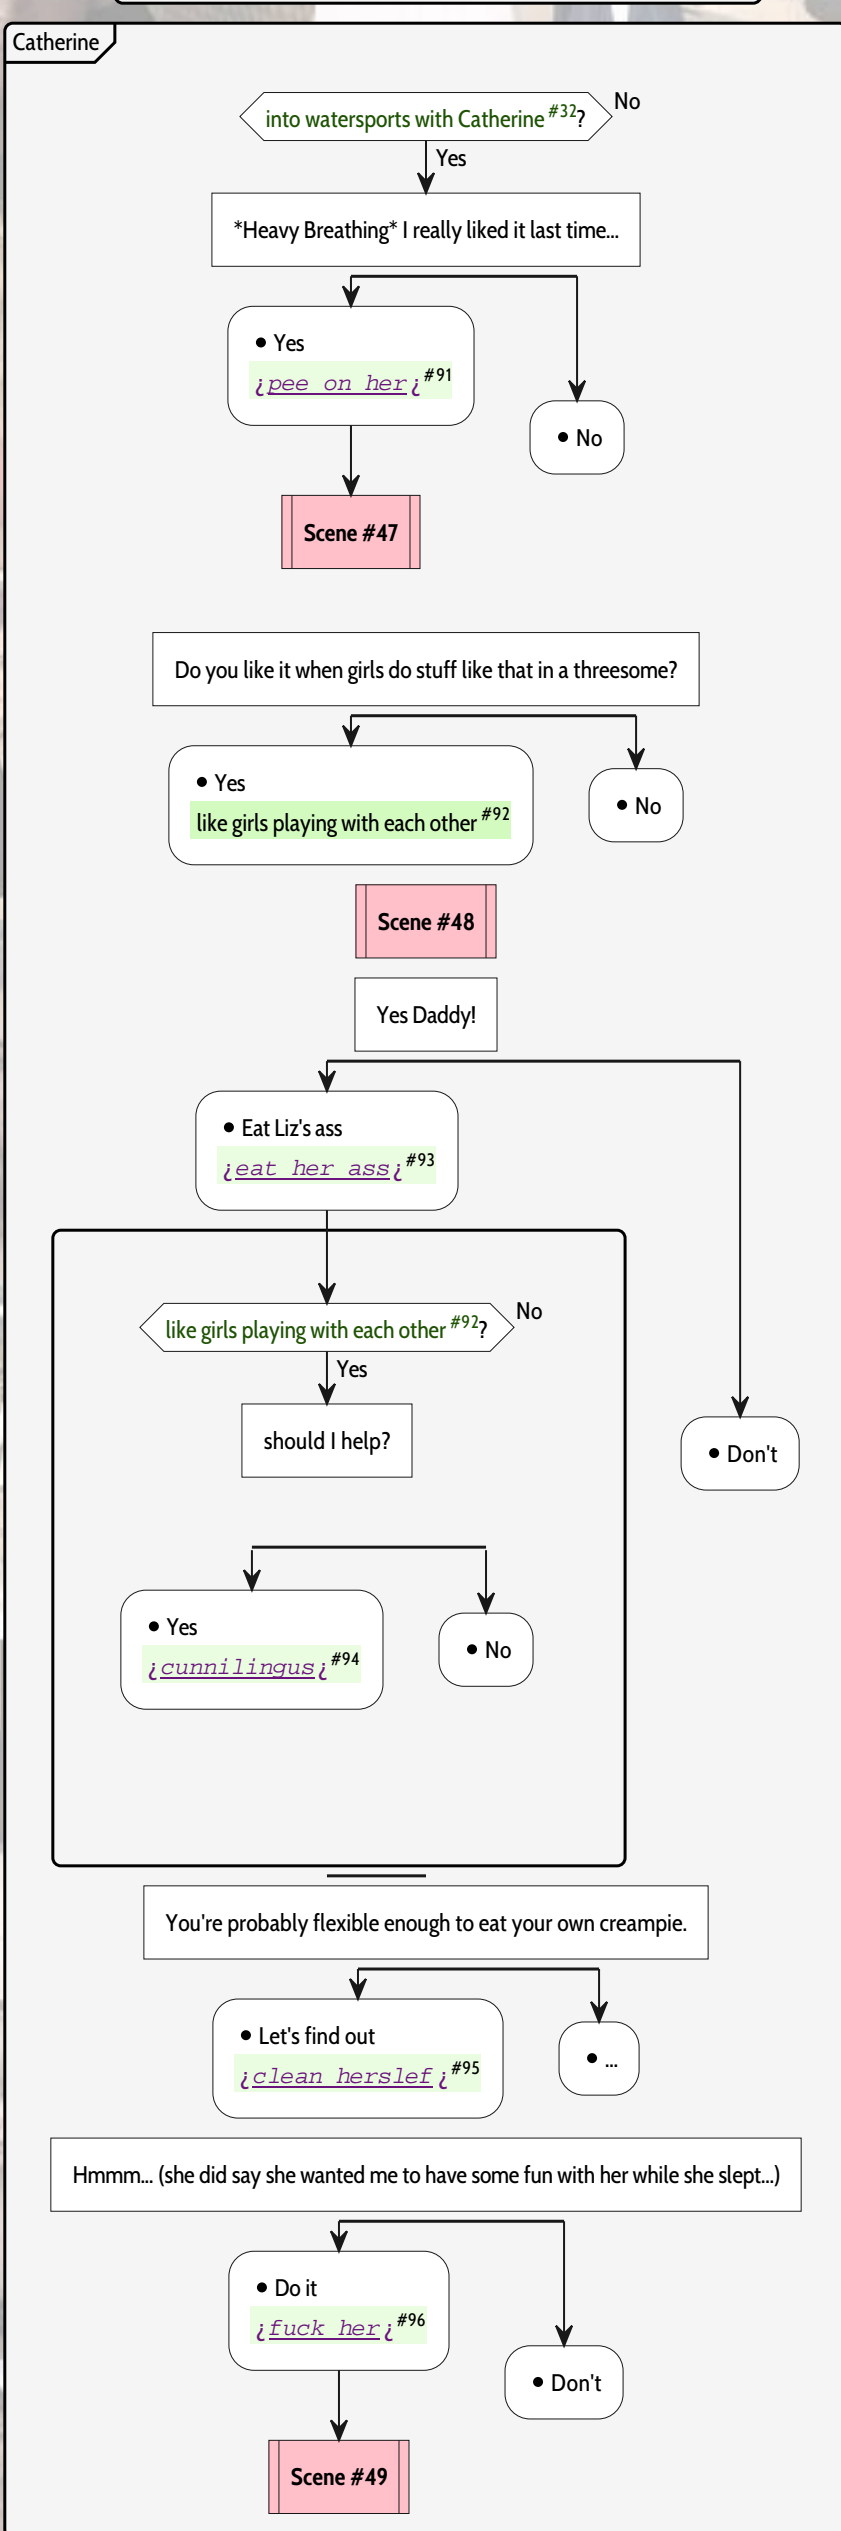 Catherine
into watersports with Catherine #32?
No
Yes
*Heavy Breathing* I really liked it last time...
• Yes
¿pee on her¿ #91
• No
Scene #47
Do you like it when girls do stuff like that in a threesome?
• Yes
like girls playing with each other #92
• No
Scene #48
Yes Daddy!
• Eat Liz's ass
¿eat her ass¿ #93
like girls playing with each other #92?
No
Yes
should I help?
• Don't
• Yes
¿cunnilingus¿ #94
• No
You're probably flexible enough to eat your own creampie.
• Let's find out
¿clean herslef¿ #95
• ...
Hmmm... (she did say she wanted me to have some fun with her while she slept...)
• Do it
¿fuck her¿ #96
• Don't
Scene #49